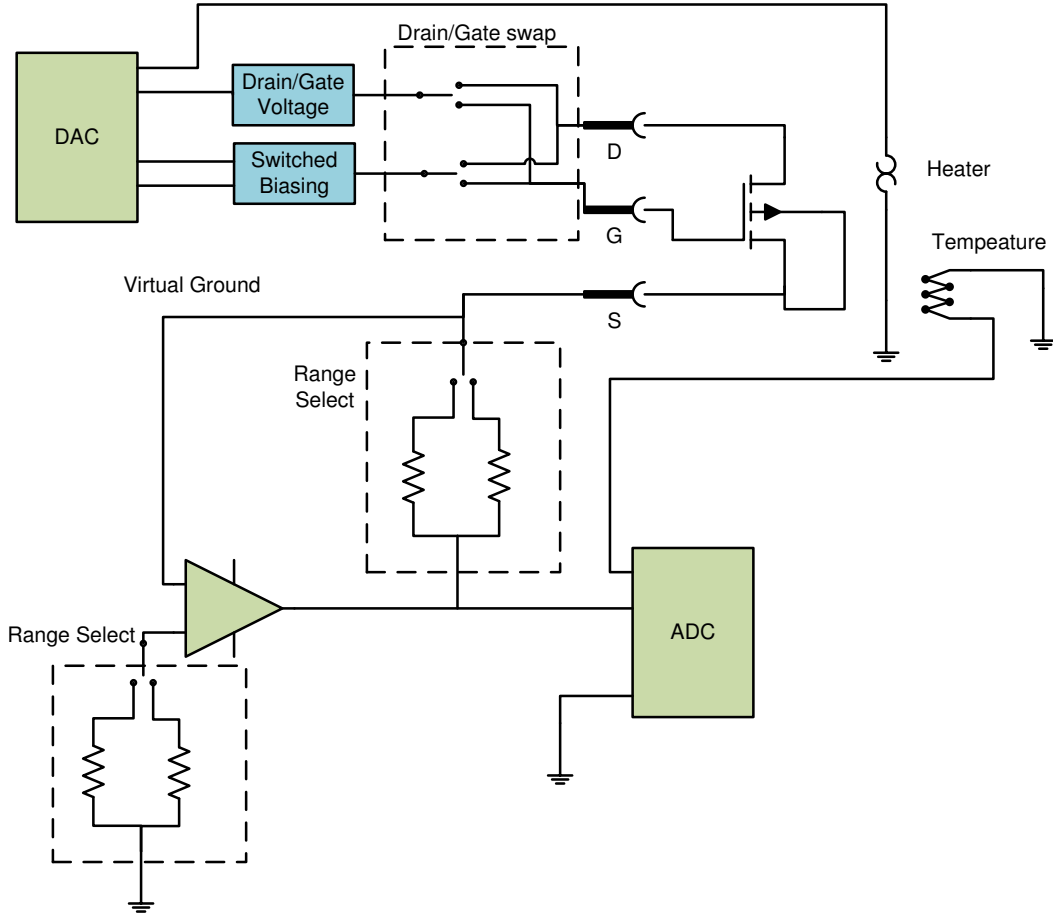 Drain/Gate swap
Drain/Gate
Voltage
DAC
Switched
Biasing
D
Heater
G
Tempeature
Virtual Ground
S
Range
Select
Range Select
ADC